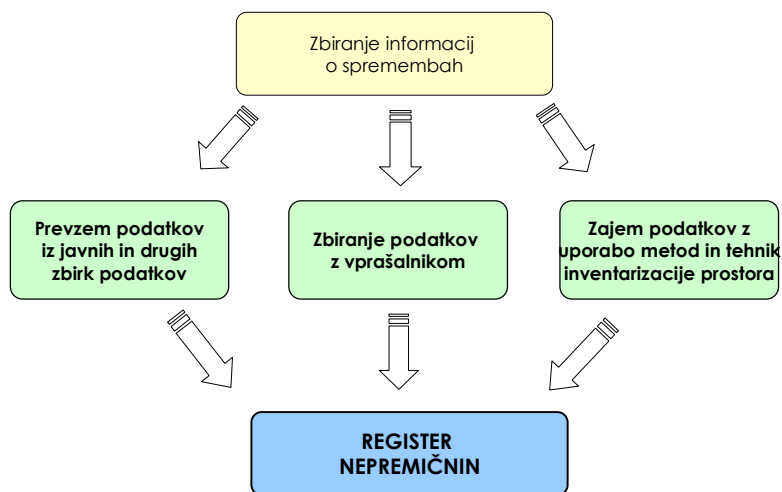 Zbiranje informacij
o spremembah
Prevzem podatkov
iz javnih in drugih
zbirk podatkov
Zbiranje podatkov
z vprašalnikom
Zajem podatkov z
uporabo metod in tehnik
inventarizacije prostora
REGISTER
NEPREMIČNIN